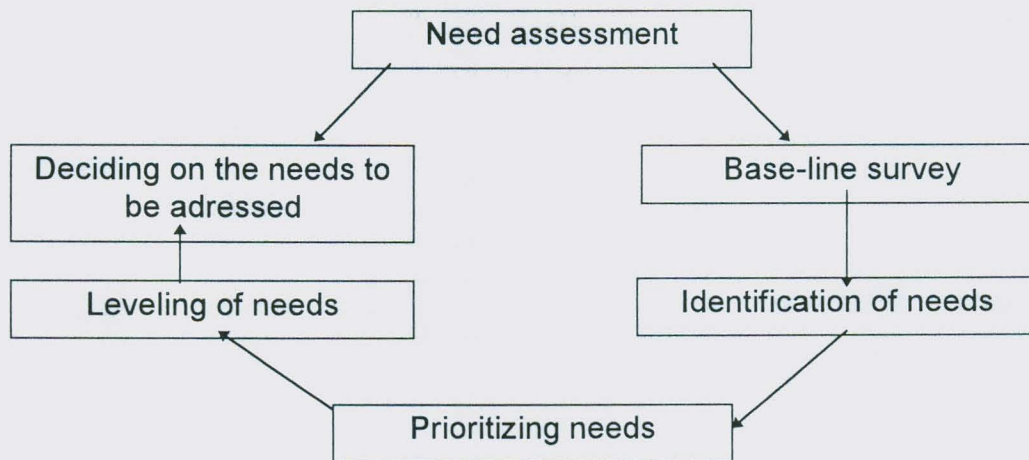 Need assessment
Deciding on the needs to
be adressed
Base-line survey
Leveling of needs
Identification of needs
Prioritizing needs